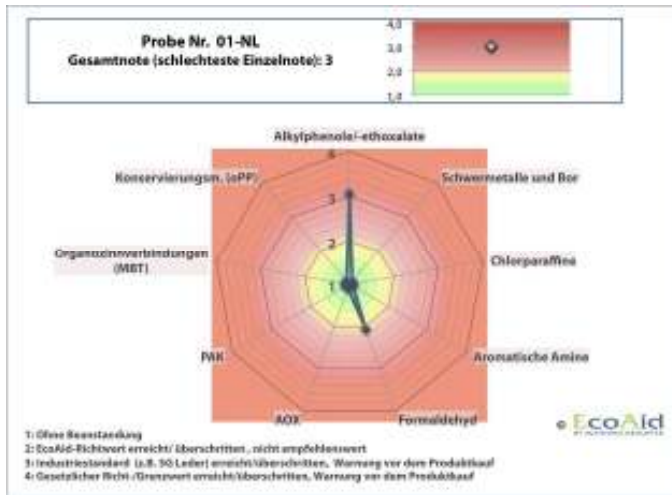 Probe Nr. 01-NL
Gesamtnote (schlechteste Einzelnote): 3
4,0
3,0
2,0
1,0
Alkylphenole/-ethoxalate
Konservierungsm. (oPP)
Schwermetalle und Bor
Organozinnverbindungen
(MBT)
Chlorparaffine
PAK
Aromatische Amine
AOX
Formaldehyd
4
3
2
1
© EcoAid
1: Ohne Beanstandung
2: EcoAid-Richtwert erreicht/ überschritten , nicht empfehlenswert
3: Industriestandard (z.B. SG Leder) erreicht/überschritten, Warnung vor dem Produktkauf
4: Gesetzlicher Richt-/Grenzwert erreicht/überschritten, Warnung vor dem Produktkauf